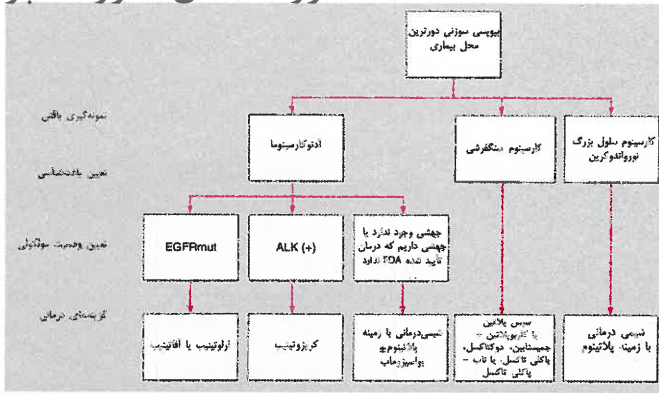 بیوپسی سوزنی دورترین
محل بیماری
نمونه‌گیری بافتی
آدنوکارسینوما
کارسینوم سنگفرشی
کارسینوم سلول بزرگ
نورواندوکرین
تعیین بافت‌شناسی
تعیین وضعیت مولکولی
EGFRmut
ALK (+)
جهشی وجود ندارد یا
جهشی داریم که درمان
تأیید شده FDA ندارد
گزینه‌های درمانی
ارلوتینیب یا آفاتینیب
کریزوتینیب
شیمی‌درمانی با زمینه
پلاتینوم±
بواسیزوماب
سیس پلاتین
یا کاربوپلاتین +
جمسیتابین، دوکتاکسل،
پاکلی تاکسل، یا ناب –
پاکلی تاکسل
شیمی درمانی
با زمینه پلاتینوم